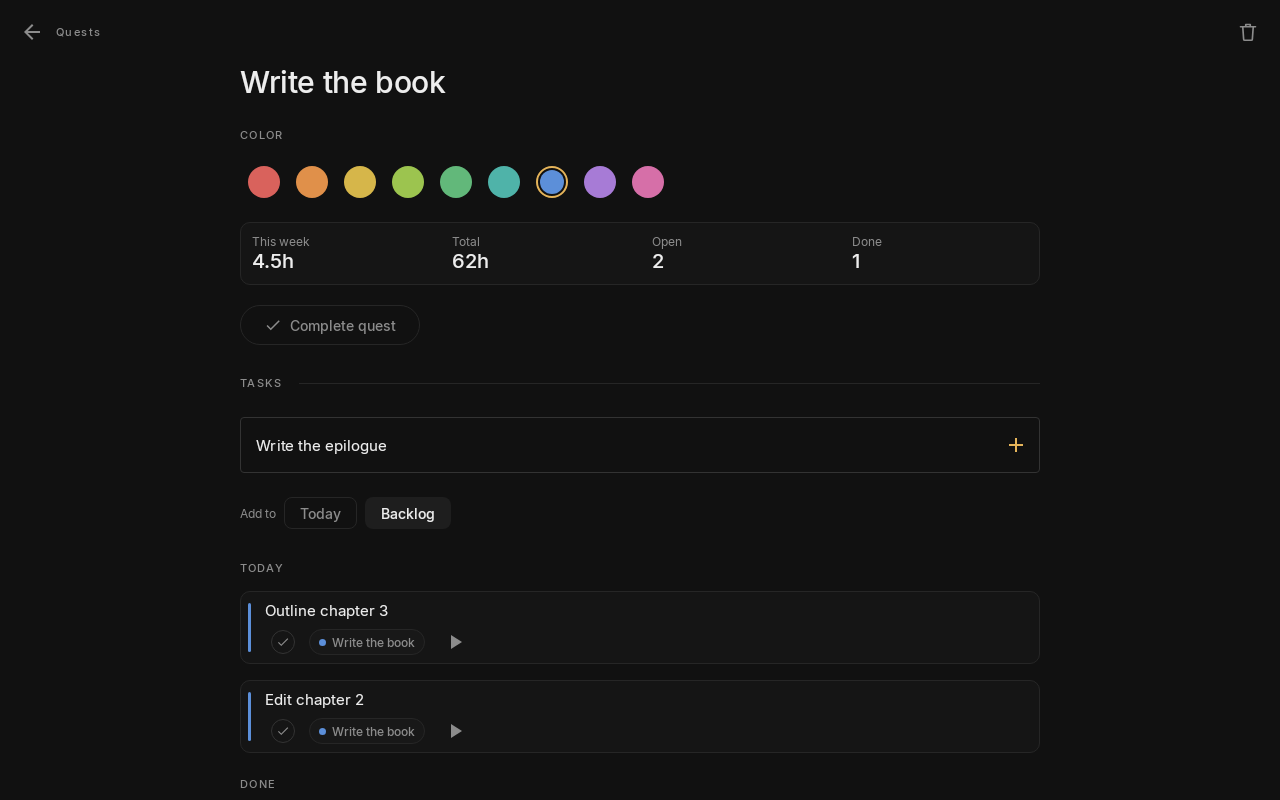 Quests
Write the book
COLOR
This week
Total
Open
Done
4.5h
62h
2
1
Complete quest
TASKS
Write the epilogue
Add to
Today
Backlog
TODAY
Outline chapter 3
Write the book
Edit chapter 2
Write the book
DONE